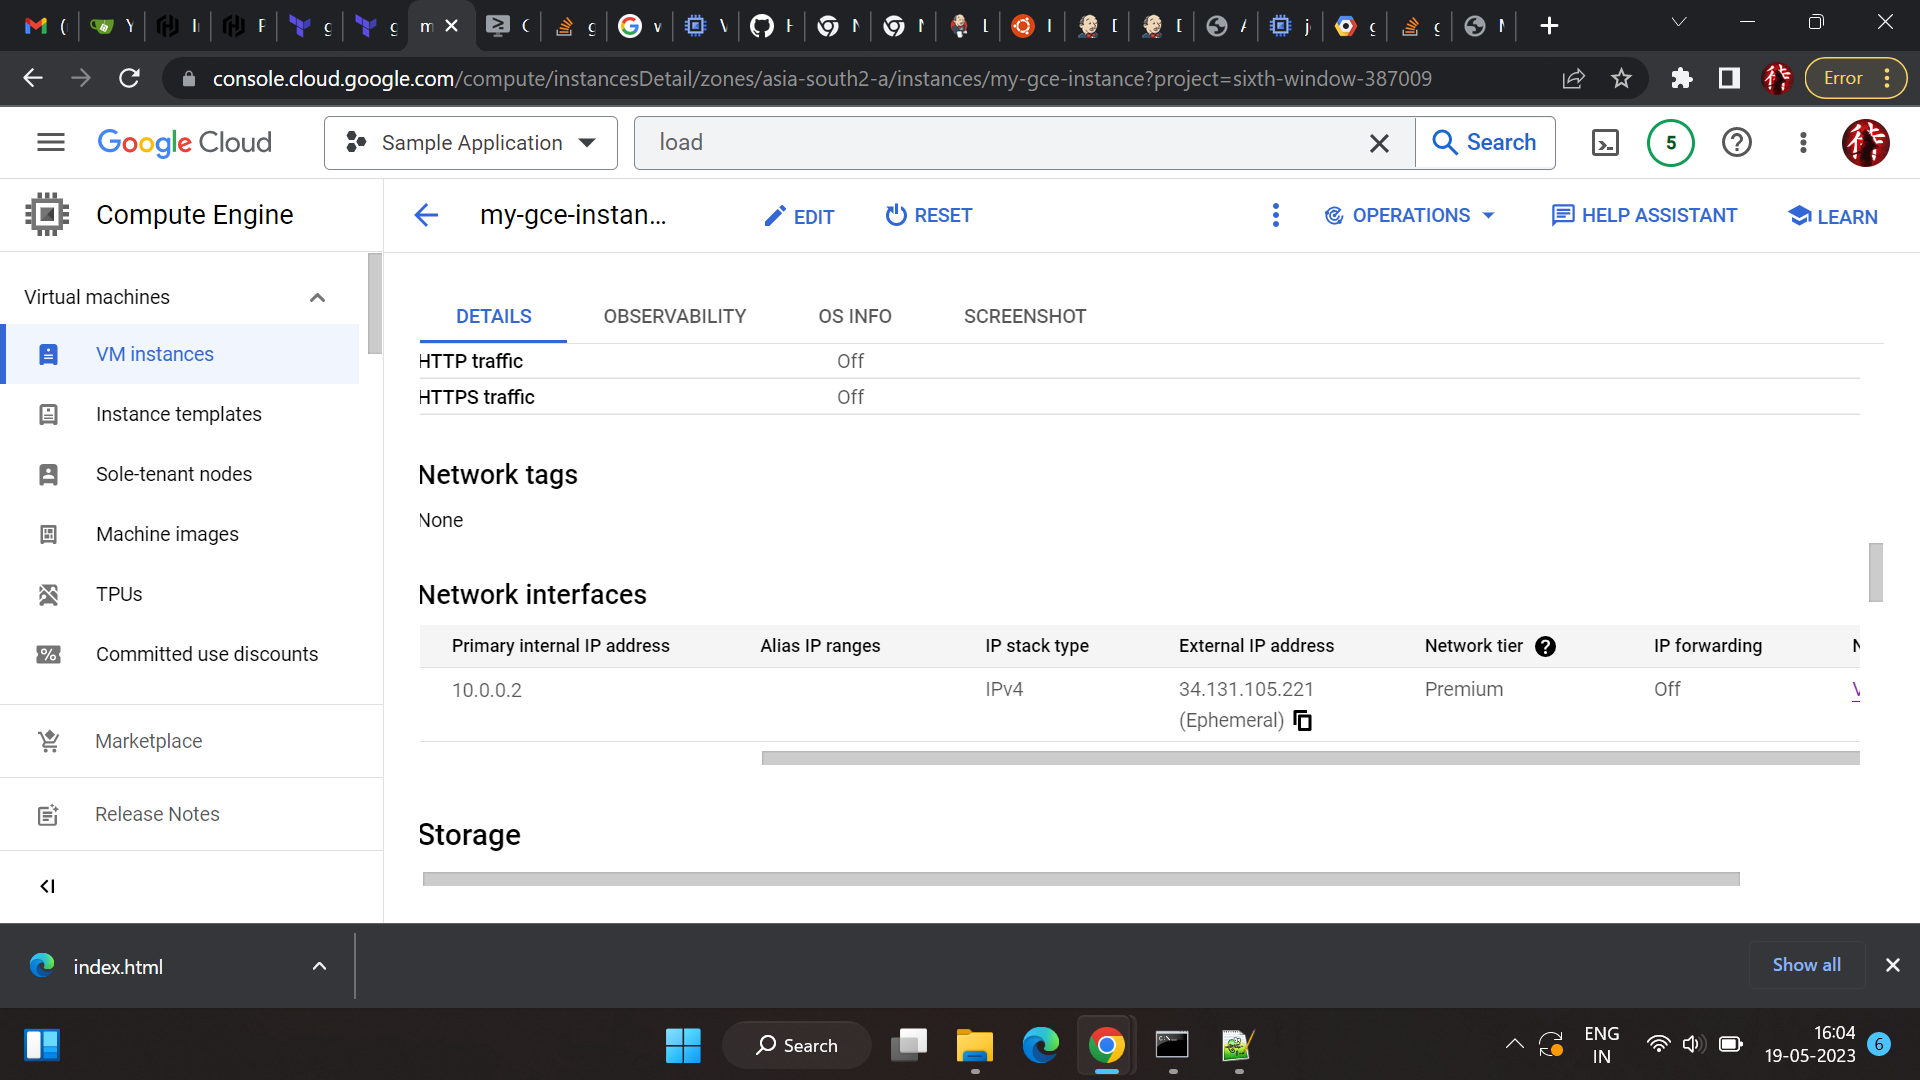 console.cloud.google.com/compute/instancesDetail/zones/asia-south2-a/instances/my-gce-instance?project=sixth-window-387009
Error
Google Cloud
Sample Application
load
Search
5
Compute Engine
my-gce-instan...
EDIT
RESET
OPERATIONS
HELP ASSISTANT
LEARN
Virtual machines
VM instances
Instance templates
Sole-tenant nodes
Machine images
TPUs
Committed use discounts
Marketplace
Release Notes
DETAILS
OBSERVABILITY
OS INFO
SCREENSHOT
HTTP traffic Off
HTTPS traffic Off
Network tags
None
Network interfaces
Primary internal IP address Alias IP ranges IP stack type External IP address Network tier IP forwarding
10.0.0.2 IPv4 34.131.105.221 (Ephemeral) Premium Off
Storage
index.html
Show all
Search
ENG
IN
16:04
19-05-2023
6